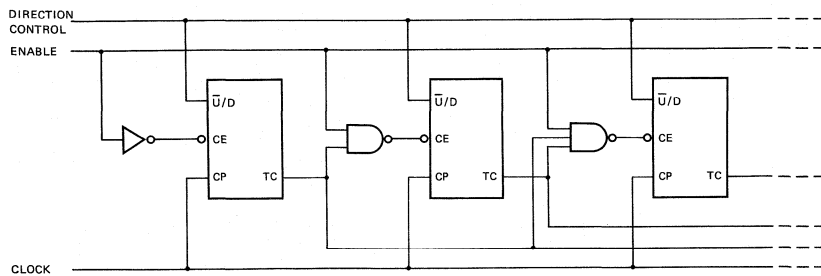 DIRECTION
CONTROL
ENABLE
U̅/D
CE
CP TC
U̅/D
CE
CP TC
U̅/D
CE
CP TC
CLOCK